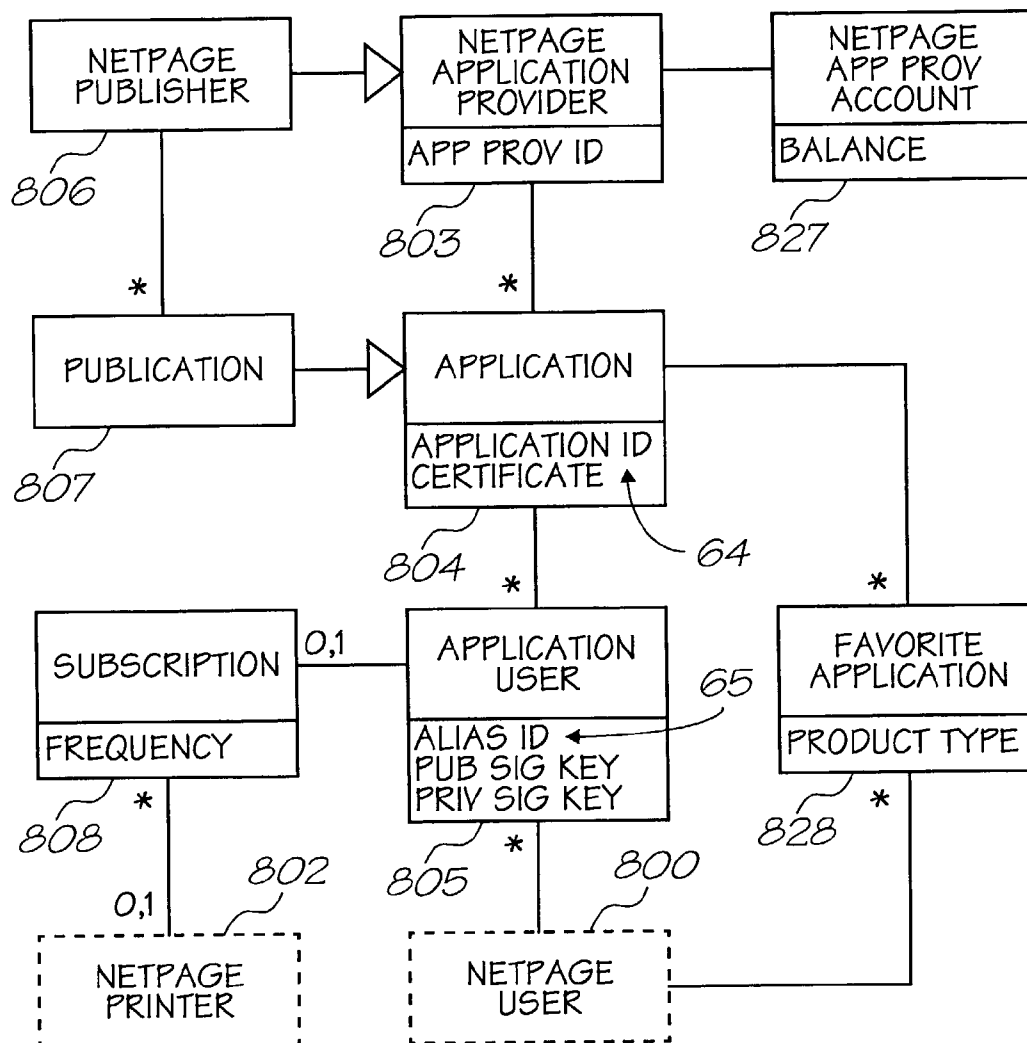 NETPAGE
PUBLISHER
NETPAGE
APPLICATION
PROVIDER
APP PROV ID
NETPAGE
APP PROV
ACCOUNT
BALANCE
806
803
827
*
*
PUBLICATION
APPLICATION
APPLICATION ID
CERTIFICATE
807
804
64
*
*
SUBSCRIPTION
FREQUENCY
0,1
APPLICATION
USER
ALIAS ID
PUB SIG KEY
PRIV SIG KEY
65
FAVORITE
APPLICATION
PRODUCT TYPE
*
808
*
805
*
828
802
800
0,1
NETPAGE
PRINTER
NETPAGE
USER